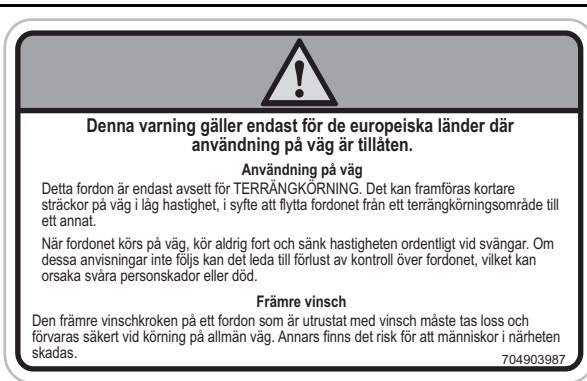 Denna varning gäller endast för de europeiska länder där
användning på väg är tillåten.
Användning på väg
Detta fordon är endast avsett för TERRÄNGKÖRNING. Det kan framföras kortare
sträckor på väg i låg hastighet, i syfte att flytta fordonet från ett terrängkörningsområde till
ett annat.
När fordonet körs på väg, kör aldrig fort och sänk hastigheten ordentligt vid svängar. Om
dessa anvisningar inte följs kan det leda till förlust av kontroll över fordonet, vilket kan
orsaka svåra personskador eller död.
Främre vinsch
Den främre vinschkroken på ett fordon som är utrustat med vinsch måste tas loss och
förvaras säkert vid körning på allmän väg. Annars finns det risk för att människor i närheten
skadas.
704903987